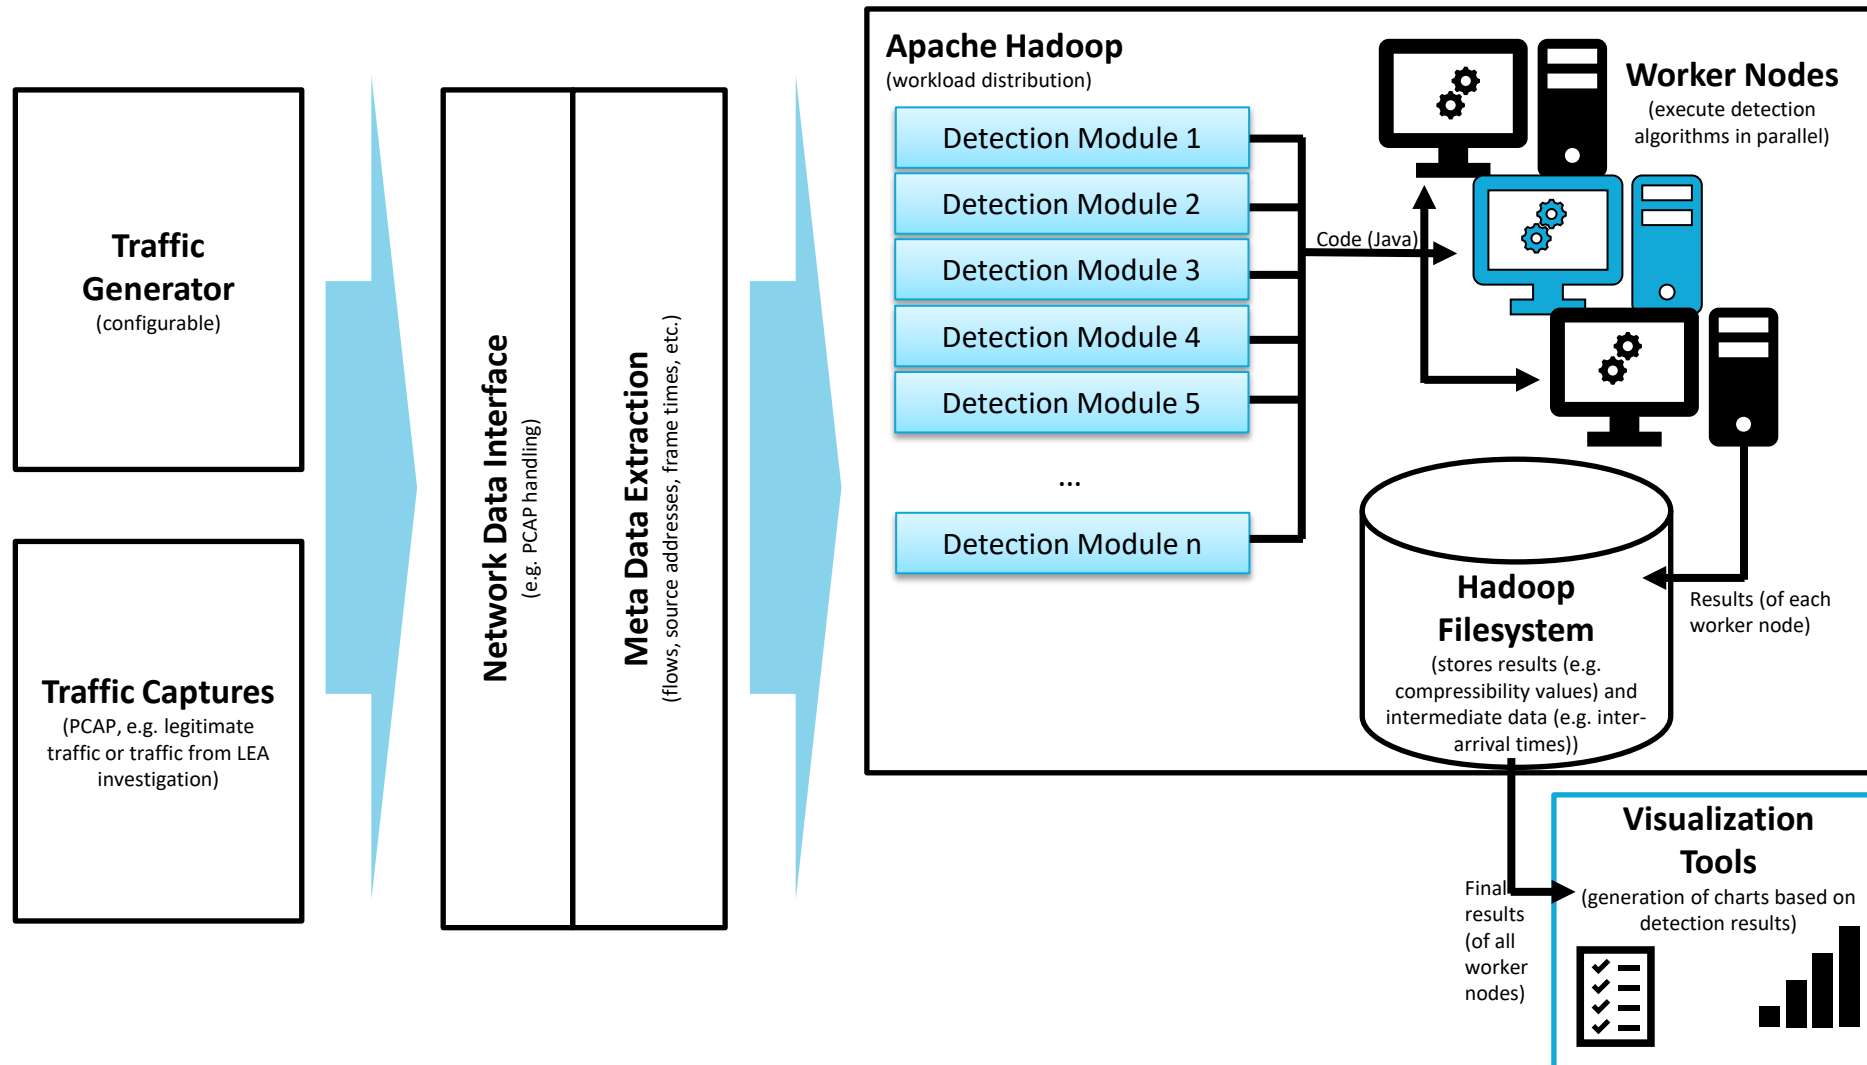 Traffic
Generator
(configurable)
Traffic Captures
(PCAP, e.g. legitimate
traffic or traffic from LEA
investigation)
Network Data Interface
(e.g. PCAP handling)
Meta Data Extraction
(flows, source addresses, frame times, etc.)
Apache Hadoop
(workload distribution)
Detection Module 1
Detection Module 2
Detection Module 3
Detection Module 4
Detection Module 5
...
Detection Module n
Code (Java)
Worker Nodes
(execute detection
algorithms in parallel)
Hadoop
Filesystem
(stores results (e.g.
compressibility values) and
intermediate data (e.g. inter-
arrival times))
Results (of each
worker node)
Final
results
(of all
worker
nodes)
Visualization
Tools
(generation of charts based on
detection results)